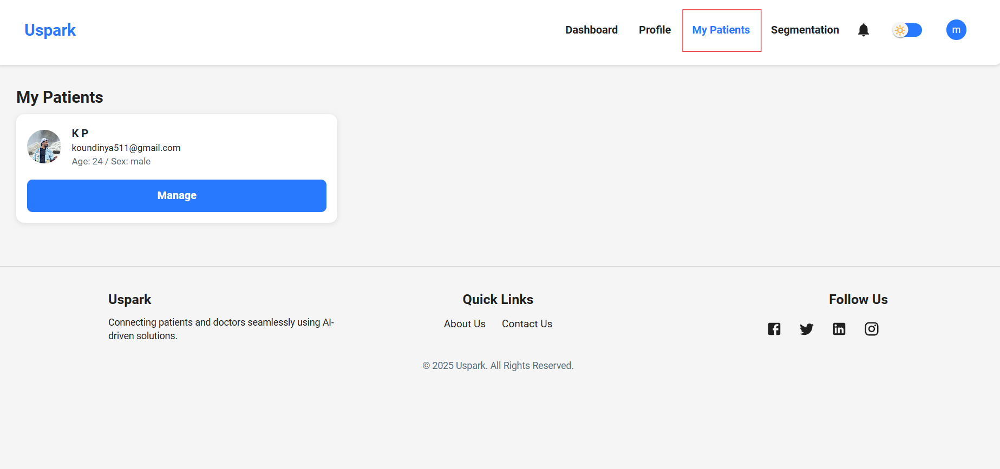 Uspark
Dashboard Profile My Patients Segmentation m
My Patients
K P
koundinya511@gmail.com
Age: 24 / Sex: male
Manage
Uspark
Connecting patients and doctors seamlessly using AI-
driven solutions.
Quick Links
About Us Contact Us
Follow Us
© 2025 Uspark. All Rights Reserved.